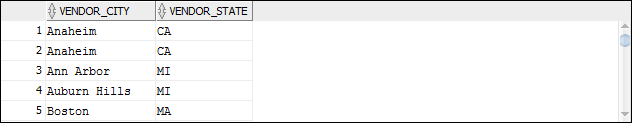 VENDOR_CITY VENDOR_STATE
1 Anaheim CA
2 Anaheim CA
3 Ann Arbor MI
4 Auburn Hills MI
5 Boston MA